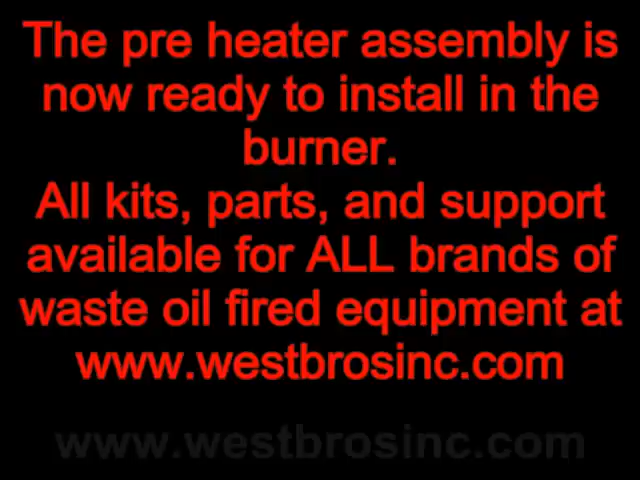 The pre heater assembly is
now ready to install in the
burner.
All kits, parts, and support
available for ALL brands of
waste oil fired equipment at
www.westbrosinc.com
www.westbrosinc.com